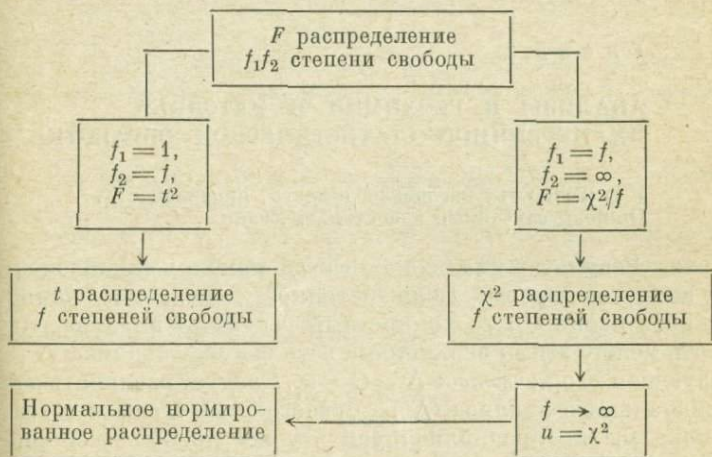 F распределение
f₁f₂ степени свободы
f₁ = 1,
f₂ = f,
F = t²
f₁ = f,
f₂ = ∞,
F = χ²/f
t распределение
f степеней свободы
χ² распределение
f степеней свободы
Нормальное нормиро-
ванное распределение
f → ∞
u = χ²